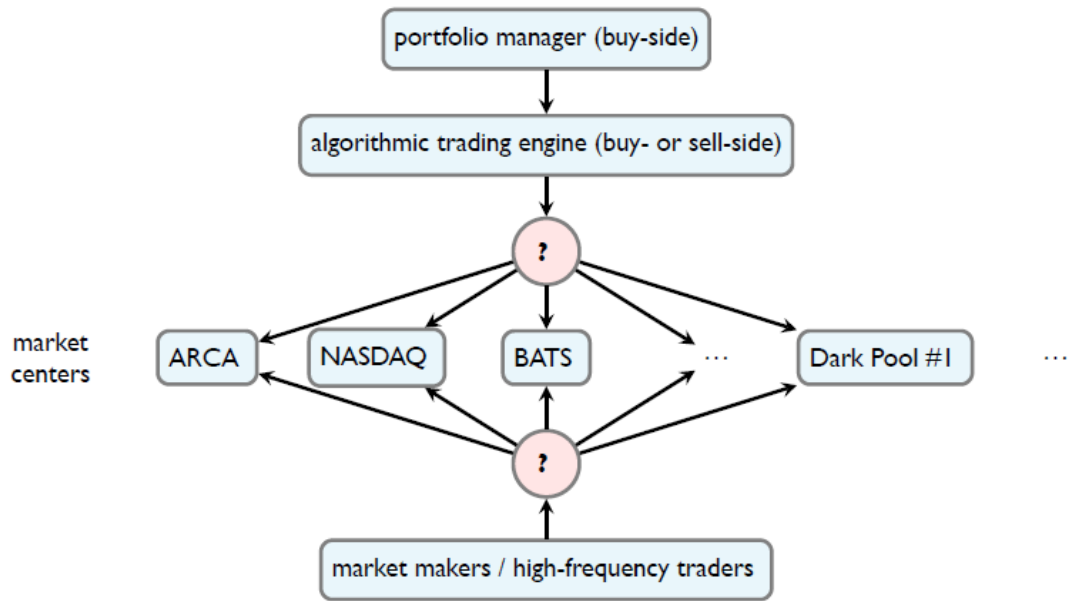 portfolio manager (buy-side)
algorithmic trading engine (buy- or sell-side)
?
market
centers
ARCA
NASDAQ
BATS
...
Dark Pool #1
...
?
market makers / high-frequency traders